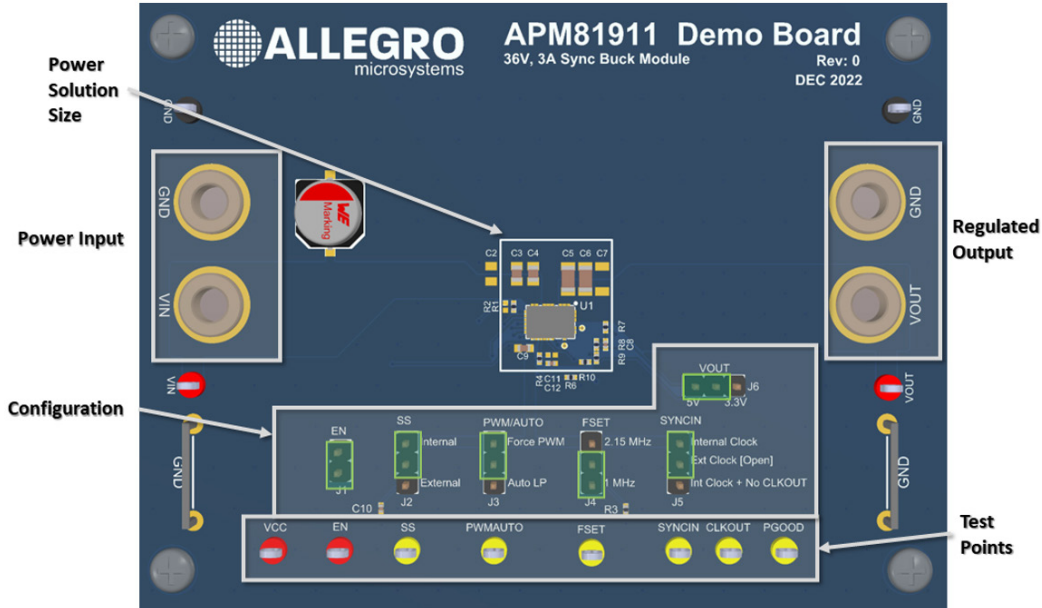 ALLEGRO
microsystems
APM81911 Demo Board
36V, 3A Sync Buck Module
Rev: 0
DEC 2022
Power
Solution
Size
GND
GND
Power Input
GND
VIN
WE
Marking
GND
VOUT
Regulated
Output
C2 C3 C4 C5 C6 C7
U1
R2
R1
R7
R8
C8
R9
C9
R4
C11
C12
R10
R6
VIN
VOUT
Configuration
VOUT
J6
5V 3.3V
EN
J1
SS
Internal
External
J2
PWM/AUTO
Force PWM
Auto LP
J3
FSET
2.15 MHz
1 MHz
J4
SYNCIN
Internal Clock
Ext Clock [Open]
Int Clock + No CLKOUT
J5
GND
GND
C10
R3
VCC EN SS PWMAUTO FSET SYNCIN CLKOUT PGOOD
Test
Points